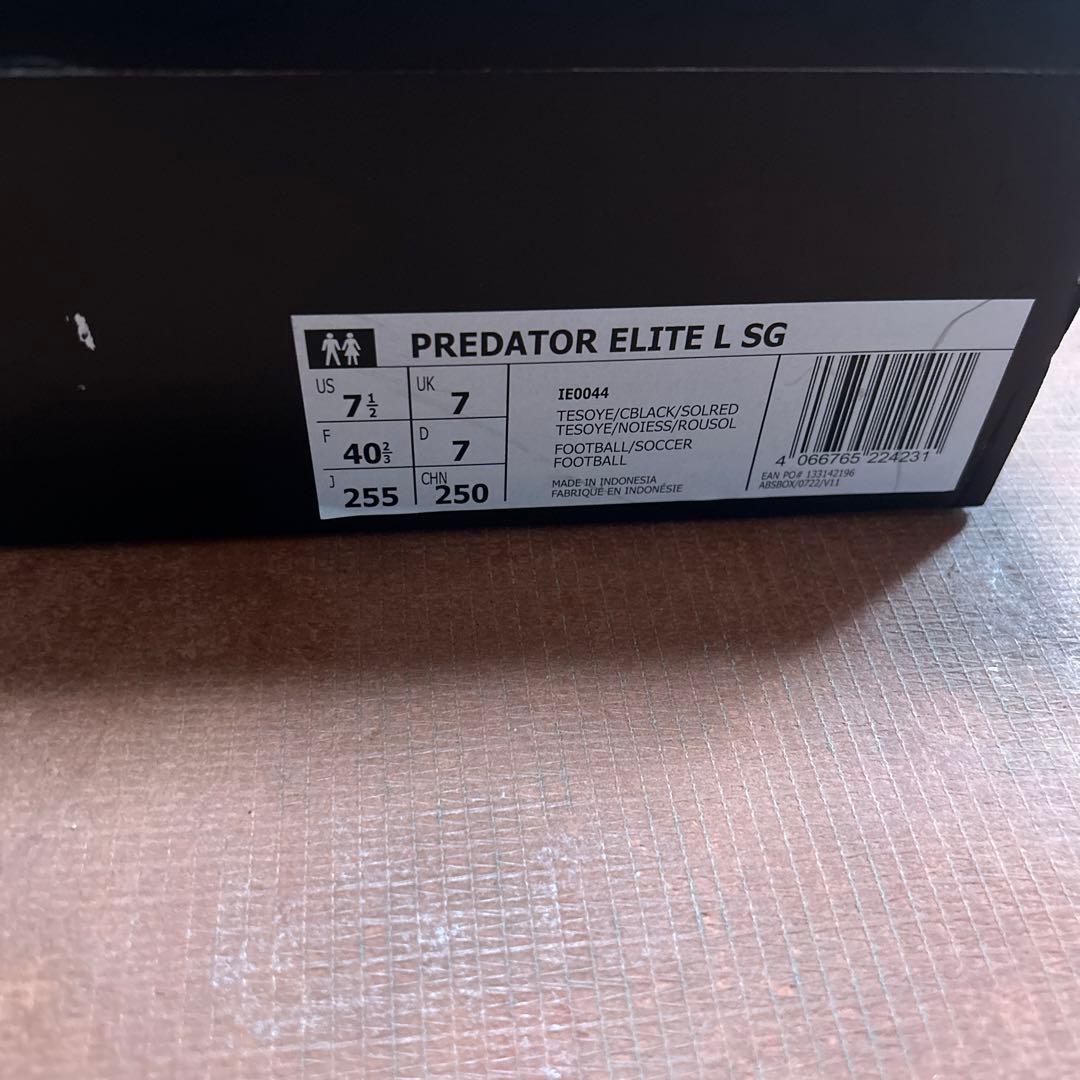 PREDATOR ELITE L SG
US 7 1/2 UK 7
F 40 2/3 D 7
J 255 CHN 250
IE0044
TESOYE/CBLACK/SOLRED
TESOYE/NOIESS/ROUSOL
FOOTBALL/SOCCER
FOOTBALL
MADE IN INDONESIA
FABRIQUE EN INDONÉSIE
4 066765 224231
EAN PO# 133142196
ABSBOX/0722/V11